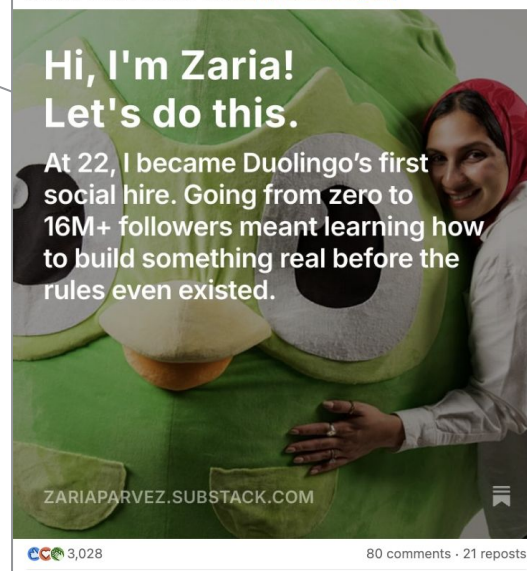 Hi, I'm Zaria!
Let's do this.
At 22, I became Duolingo’s first
social hire. Going from zero to
16M+ followers meant learning how
to build something real before the
rules even existed.
ZARIAPARVEZ.SUBSTACK.COM
3,028
80 comments · 21 reposts